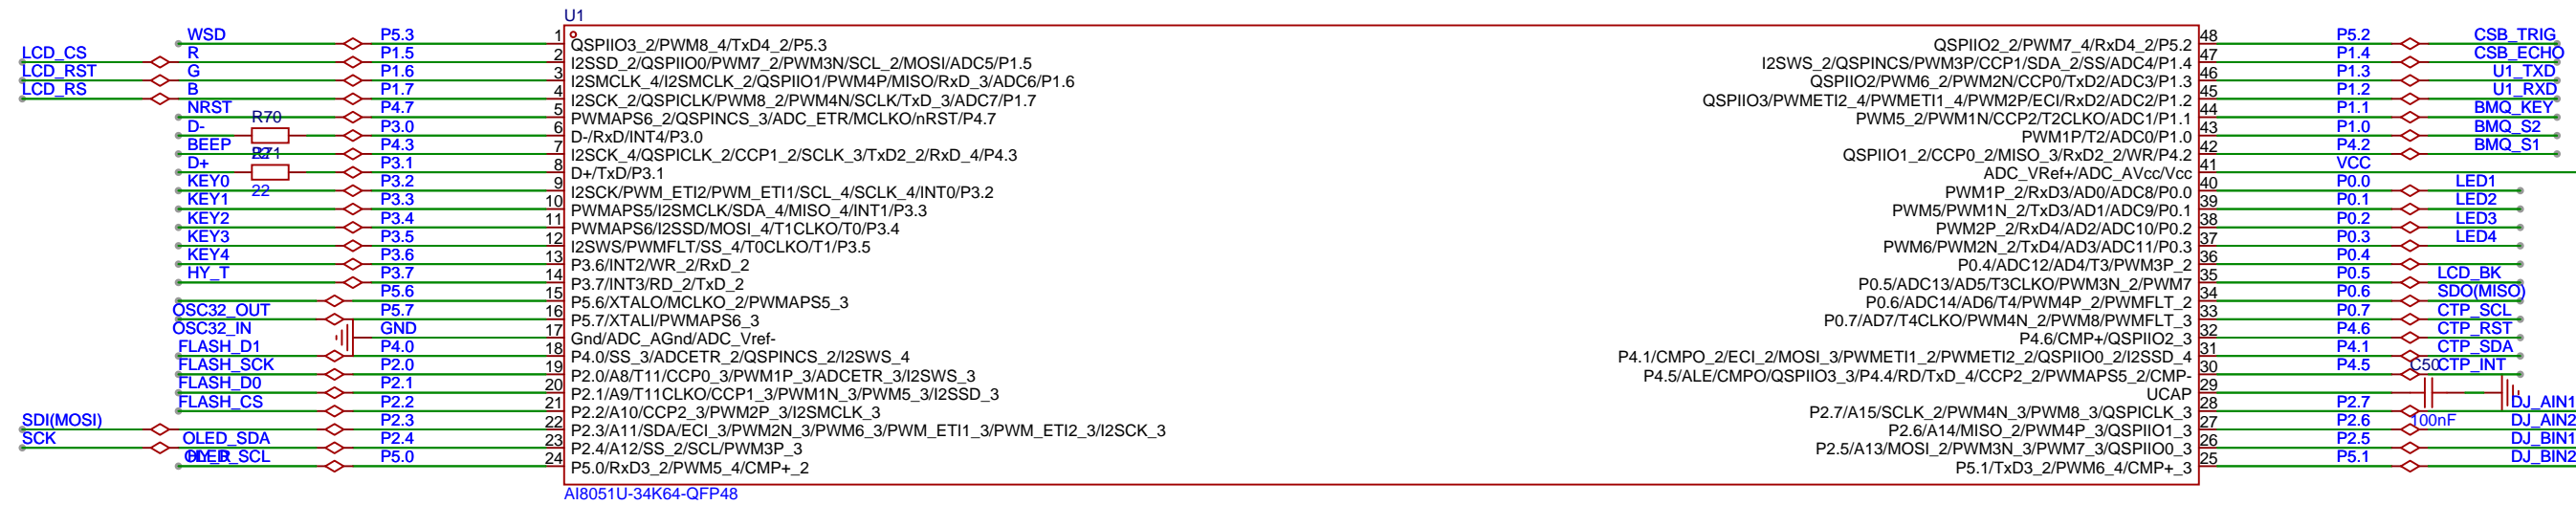 U1
WSD P5.3 1 QSPIIO3_2/PWM8_4/TxD4_2/P5.3
LCD_CS R P1.5 2 I2SSD_2/QSPIIO0/PWM7_2/PWM3N/SCL_2/MOSI/ADC5/P1.5
LCD_RST G P1.6 3 I2SMCLK_4/I2SMCLK_2/QSPIIO1/PWM4P/MISO/RxD_3/ADC6/P1.6
LCD_RS B P1.7 4 I2SCK_2/QSPICLK/PWM8_2/PWM4N/SCLK/TxD_3/ADC7/P1.7
NRST P4.7 5 PWMAPS6_2/QSPINCS_3/ADC_ETR/MCLKO/nRST/P4.7
R70
D- P3.0 6 D-/RxD/INT4/P3.0
BEEP P4.3 7 I2SCK_4/QSPICLK_2/CCP1_2/SCLK_3/TxD2_2/RxD_4/P4.3
D+ P3.1 8 D+/TxD/P3.1
22
KEY0 P3.2 9 I2SCK/PWM_ETI2/PWM_ETI1/SCL_4/SCLK_4/INT0/P3.2
KEY1 P3.3 10 PWMAPS5/I2SMCLK/SDA_4/MISO_4/INT1/P3.3
KEY2 P3.4 11 PWMAPS6/I2SSD/MOSI_4/T1CLKO/T0/P3.4
KEY3 P3.5 12 I2SWS/PWMFLT/SS_4/T0CLKO/T1/P3.5
KEY4 P3.6 13 P3.6/INT2/WR_2/RxD_2
HY_T P3.7 14 P3.7/INT3/RD_2/TxD_2
P5.6 15 P5.6/XTALO/MCLKO_2/PWMAPS5_3
OSC32_OUT P5.7 16 P5.7/XTALI/PWMAPS6_3
OSC32_IN GND 17 Gnd/ADC_AGnd/ADC_Vref-
FLASH_D1 P4.0 18 P4.0/SS_3/ADCETR_2/QSPINCS_2/I2SWS_4
FLASH_SCK P2.0 19 P2.0/A8/T11/CCP0_3/PWM1P_3/ADCETR_3/I2SWS_3
FLASH_D0 P2.1 20 P2.1/A9/T11CLKO/CCP1_3/PWM1N_3/PWM5_3/I2SSD_3
FLASH_CS P2.2 21 P2.2/A10/CCP2_3/PWM2P_3/I2SMCLK_3
SDI(MOSI) P2.3 22 P2.3/A11/SDA/ECI_3/PWM2N_3/PWM6_3/PWM_ETI1_3/PWM_ETI2_3/I2SCK_3
SCK OLED_SDA P2.4 23 P2.4/A12/SS_2/SCL/PWM3P_3
OLED_SCL P5.0 24 P5.0/RxD3_2/PWM5_4/CMP+_2
AI8051U-34K64-QFP48
QSPIIO2_2/PWM7_4/RxD4_2/P5.2 48 P5.2 CSB_TRIG
I2SWS_2/QSPINCS/PWM3P/CCP1/SDA_2/SS/ADC4/P1.4 47 P1.4 CSB_ECHO
QSPIIO2/PWM6_2/PWM2N/CCP0/TxD2/ADC3/P1.3 46 P1.3 U1_TXD
QSPIIO3/PWMETI2_4/PWMETI1_4/PWM2P/ECI/RxD2/ADC2/P1.2 45 P1.2 U1_RXD
PWM5_2/PWM1N/CCP2/T2CLKO/ADC1/P1.1 44 P1.1 BMQ_KEY
PWM1P/T2/ADC0/P1.0 43 P1.0 BMQ_S2
QSPIIO1_2/CCP0_2/MISO_3/RxD2_2/WR/P4.2 42 P4.2 BMQ_S1
ADC_VRef+/ADC_AVcc/Vcc 41 VCC
PWM1P_2/RxD3/AD0/ADC8/P0.0 40 P0.0 LED1
PWM5/PWM1N_2/TxD3/AD1/ADC9/P0.1 39 P0.1 LED2
PWM2P_2/RxD4/AD2/ADC10/P0.2 38 P0.2 LED3
PWM6/PWM2N_2/TxD4/AD3/ADC11/P0.3 37 P0.3 LED4
P0.4/ADC12/AD4/T3/PWM3P_2 36 P0.4
P0.5/ADC13/AD5/T3CLKO/PWM3N_2/PWM7 35 P0.5 LCD_BK
P0.6/ADC14/AD6/T4/PWM4P_2/PWMFLT_2 34 P0.6 SDO(MISO)
P0.7/AD7/T4CLKO/PWM4N_2/PWM8/PWMFLT_3 33 P0.7 CTP_SCL
P4.6/CMP+/QSPIIO2_3 32 P4.6 CTP_RST
P4.1/CMPO_2/ECI_2/MOSI_3/PWMETI1_2/PWMETI2_2/QSPIIO0_2/I2SSD_4 31 P4.1 CTP_SDA
P4.5/ALE/CMPO/QSPIIO3_3/P4.4/RD/TxD_4/CCP2_2/PWMAPS5_2/CMP- 30 P4.5 C50 CTP_INT
UCAP 29
P2.7/A15/SCLK_2/PWM4N_3/PWM8_3/QSPICLK_3 28 P2.7 DJ_AIN1
P2.6/A14/MISO_2/PWM4P_3/QSPIIO1_3 27 P2.6 100nF DJ_AIN2
P2.5/A13/MOSI_2/PWM3N_3/PWM7_3/QSPIIO0_3 26 P2.5 DJ_BIN1
P5.1/TxD3_2/PWM6_4/CMP+_3 25 P5.1 DJ_BIN2